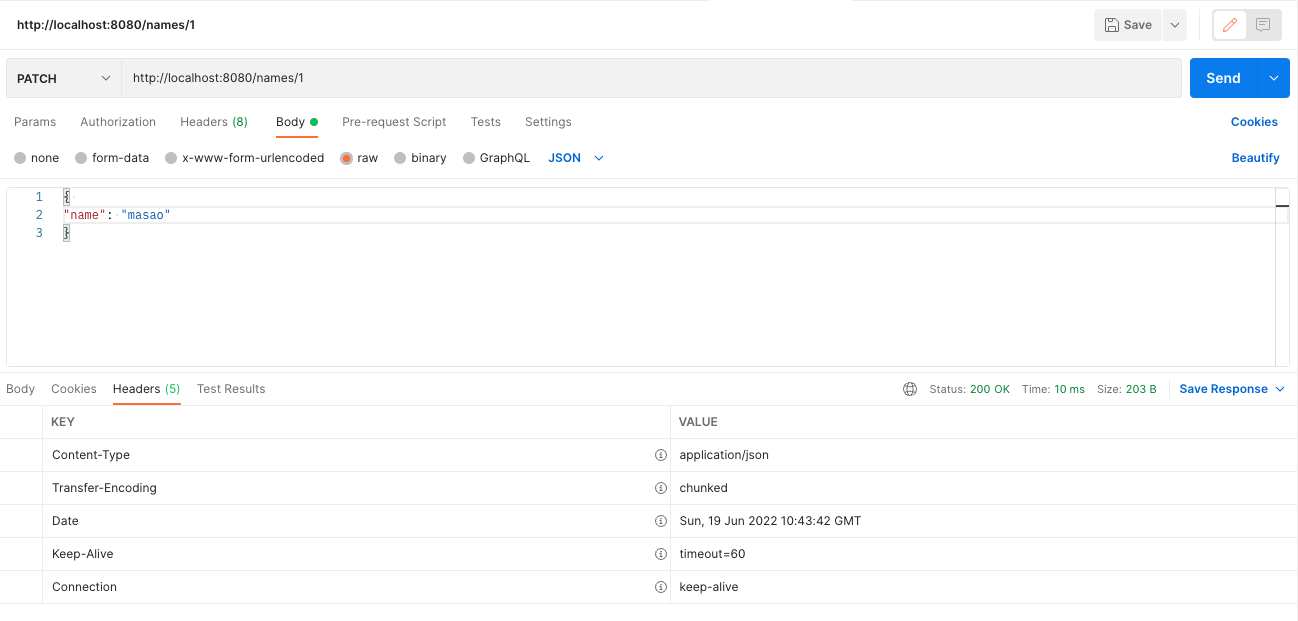 http://localhost:8080/names/1 Save
PATCH http://localhost:8080/names/1 Send
Params Authorization Headers (8) Body Pre-request Script Tests Settings Cookies
none form-data x-www-form-urlencoded raw binary GraphQL JSON Beautify
1 {
2 "name": "masao"
3 }
Body Cookies Headers (5) Test Results Status: 200 OK Time: 10 ms Size: 203 B Save Response
KEY VALUE
Content-Type application/json
Transfer-Encoding chunked
Date Sun, 19 Jun 2022 10:43:42 GMT
Keep-Alive timeout=60
Connection keep-alive